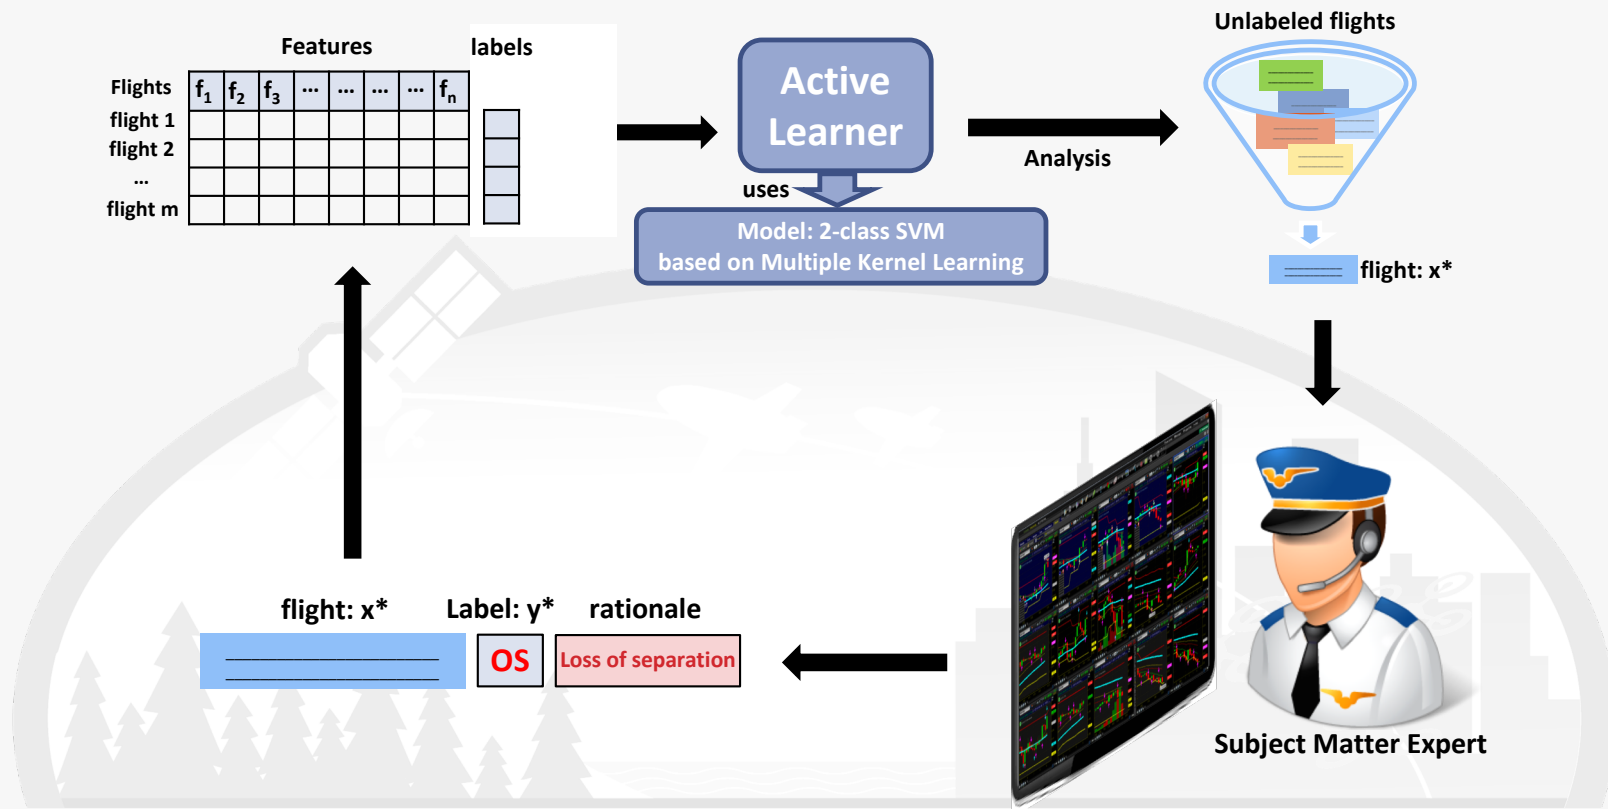 Features
labels
Flights
f1 f2 f3 ... ... ... ... fn
flight 1
flight 2
...
flight m
Active
Learner
uses
Model: 2-class SVM
based on Multiple Kernel Learning
Analysis
Unlabeled flights
flight: x*
Subject Matter Expert
flight: x*
Label: y*
rationale
OS
Loss of separation